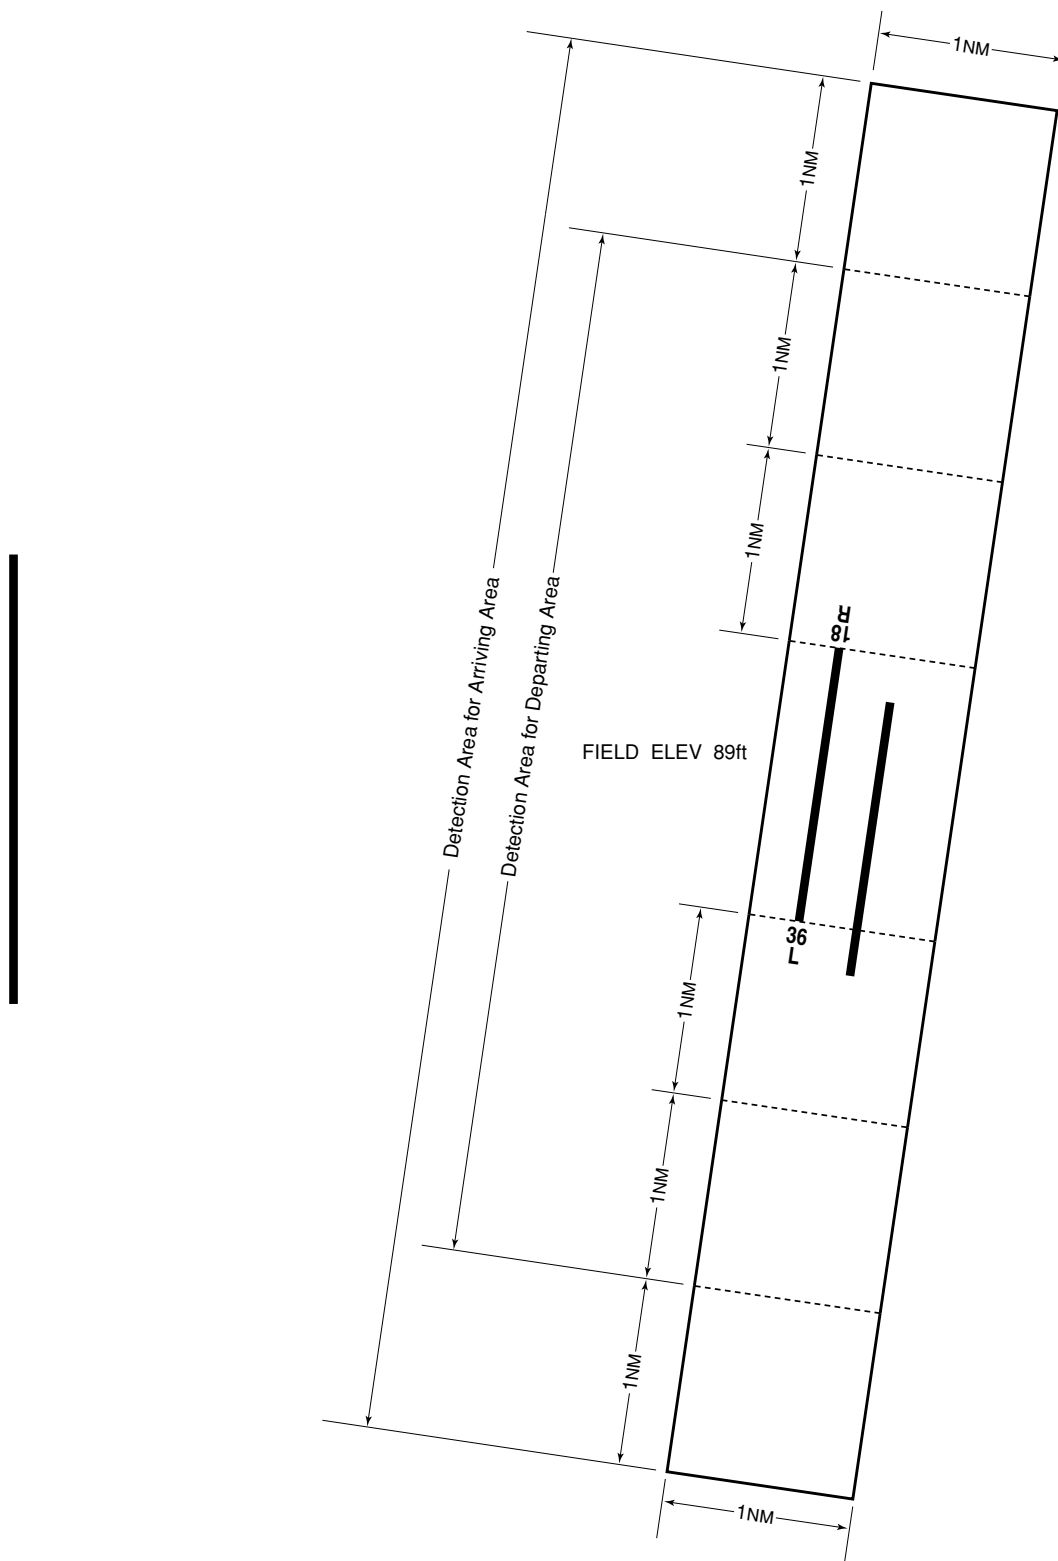 1NM
1NM
1NM
1NM
Detection Area for Arriving Area
Detection Area for Departing Area
18
R
FIELD ELEV 89ft
36
L
1NM
1NM
1NM
1NM